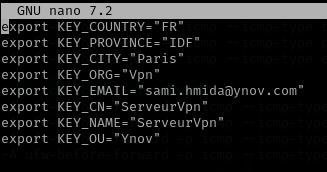 GNU nano 7.2
export KEY_COUNTRY="FR"
export KEY_PROVINCE="IDF"
export KEY_CITY="Paris"
export KEY_ORG="Vpn"
export KEY_EMAIL="sami.hmida@ynov.com"
export KEY_CN="ServeurVpn"
export KEY_NAME="ServeurVpn"
export KEY_OU="Ynov"